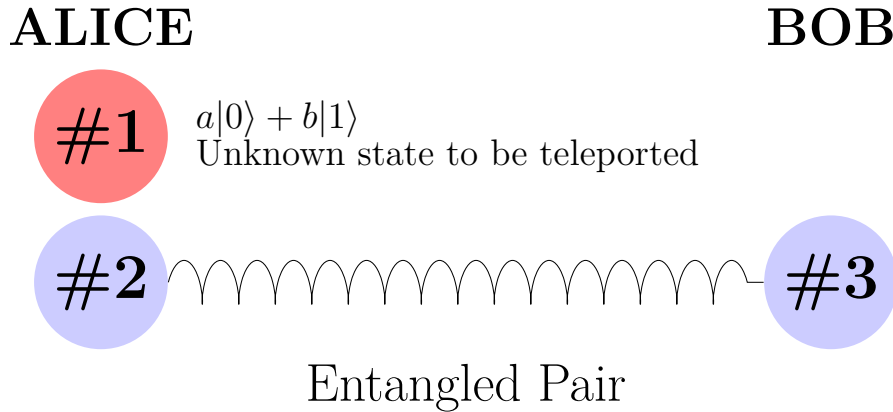 ALICE
BOB
#1
a|0⟩ + b|1⟩
Unknown state to be teleported
#2
#3
Entangled Pair